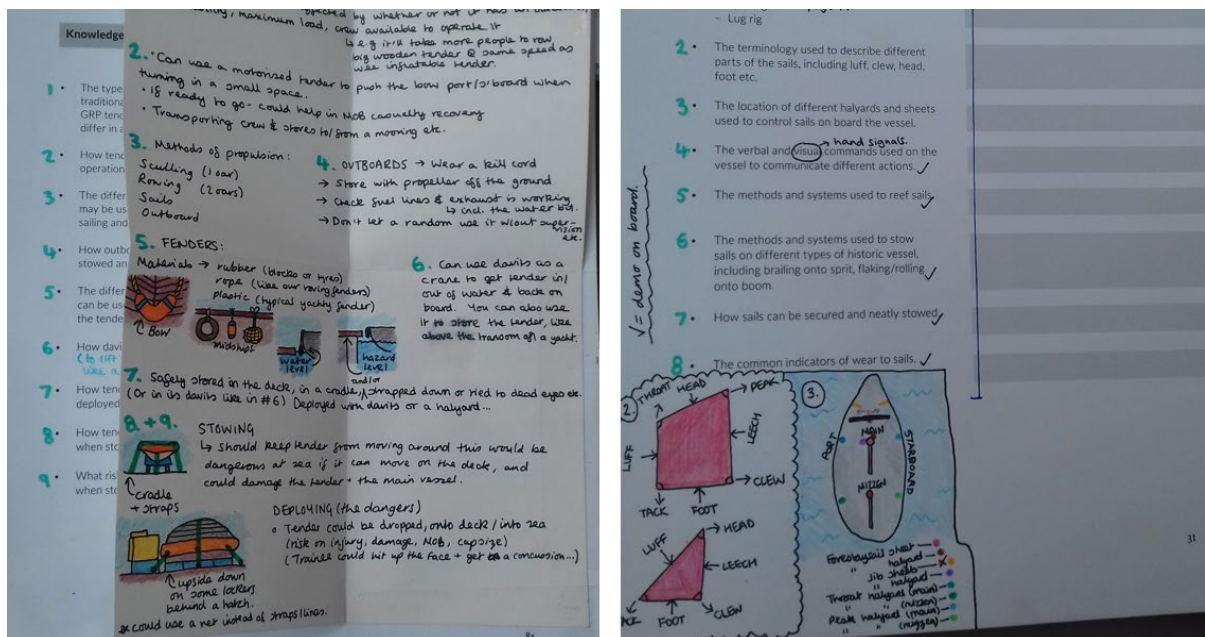 Knowledge
1 • The type
traditiona
GRP tend
differ in a
2 • How tend
operation
3 • The differ
may be us
sailing and
4 • How outbo
stowed an
5 • The differ
can be us
the tende
6 • How davi
(to lift
like a
7 • How ten
deployed
8 • How ten
when sto
9 • What ris
when sto
by whether or not it has an
maximum load, crew available to operate it
↳ e.g it'll take more people to row
big wooden tender @ same speed as
wee inflatable tender.
2. • Can use a motorized tender to push the bow port/s'board when
turning in a small space.
• If ready to go - could help in MOB casualty recovery
• Transporting crew & stores to/from a mooring etc.
3. Methods of propulsion:
Sculling (1 oar)
Rowing (2 oars)
Sails
Outboard
4. OUTBOARDS → Wear a kill cord
→ Store with propeller off the ground
→ Check fuel lines & exhaust is working
↳ incl. the water bit.
→ Don't let a random use it w/out super-
vision
etc.
5. FENDERS:
Materials → rubber (blocks or tyres)
rope (like our roving fenders)
plastic (typical yachty fender)
Bow
midships
water
level
and/or
hazard
level
6. Can use davits as a
crane to get tender in/
out of water & back on
board. You can also use
it to store the tender, like
above the transom of a yacht.
7. Safely stored in the deck, in a cradle, strapped down or tied to dead eyes etc.
(Or in its davits like in #6) Deployed with davits or a halyard...
8 + 9.
STOWING
↳ Should keep tender from moving around this would be
dangerous at sea if it can move on the deck, and
could damage the tender + the main vessel.
cradle
+ straps
DEPLOYING (the dangers)
Tender could be dropped, onto deck / into sea
(risk on injury, damage, MOB, capsize)
(Trainee could hit up the face + get a concussion...)
upside down
on some lockers
behind a hatch.
* could use a net instead of straps/lines.
– Lug rig
2 • The terminology used to describe different
parts of the sails, including luff, clew, head,
foot etc.
3 • The location of different halyards and sheets
used to control sails on board the vessel.
→ hand signals.
4 • The verbal and visual commands used on the
vessel to communicate different actions. ✓
5 • The methods and systems used to reef sails ✓
6 • The methods and systems used to stow
sails on different types of historic vessel,
including brailing onto sprit, flaking/rolling ✓
onto boom.
7 • How sails can be secured and neatly stowed ✓
8 • The common indicators of wear to sails. ✓
√ = demo on board.
2.
THROAT
HEAD
PEAK
LUFF
LEECH
CLEW
TACK
FOOT
LUFF
HEAD
LEECH
TACK
FOOT
CLEW
3.
PORT
MAIN
STARBOARD
MIZZEN
Forestaysail sheet
" halyard
Jib sheets
" halyard
Throat halyard (main)
" " (mizzen)
Peak halyard (main)
" " (mizzen)
31